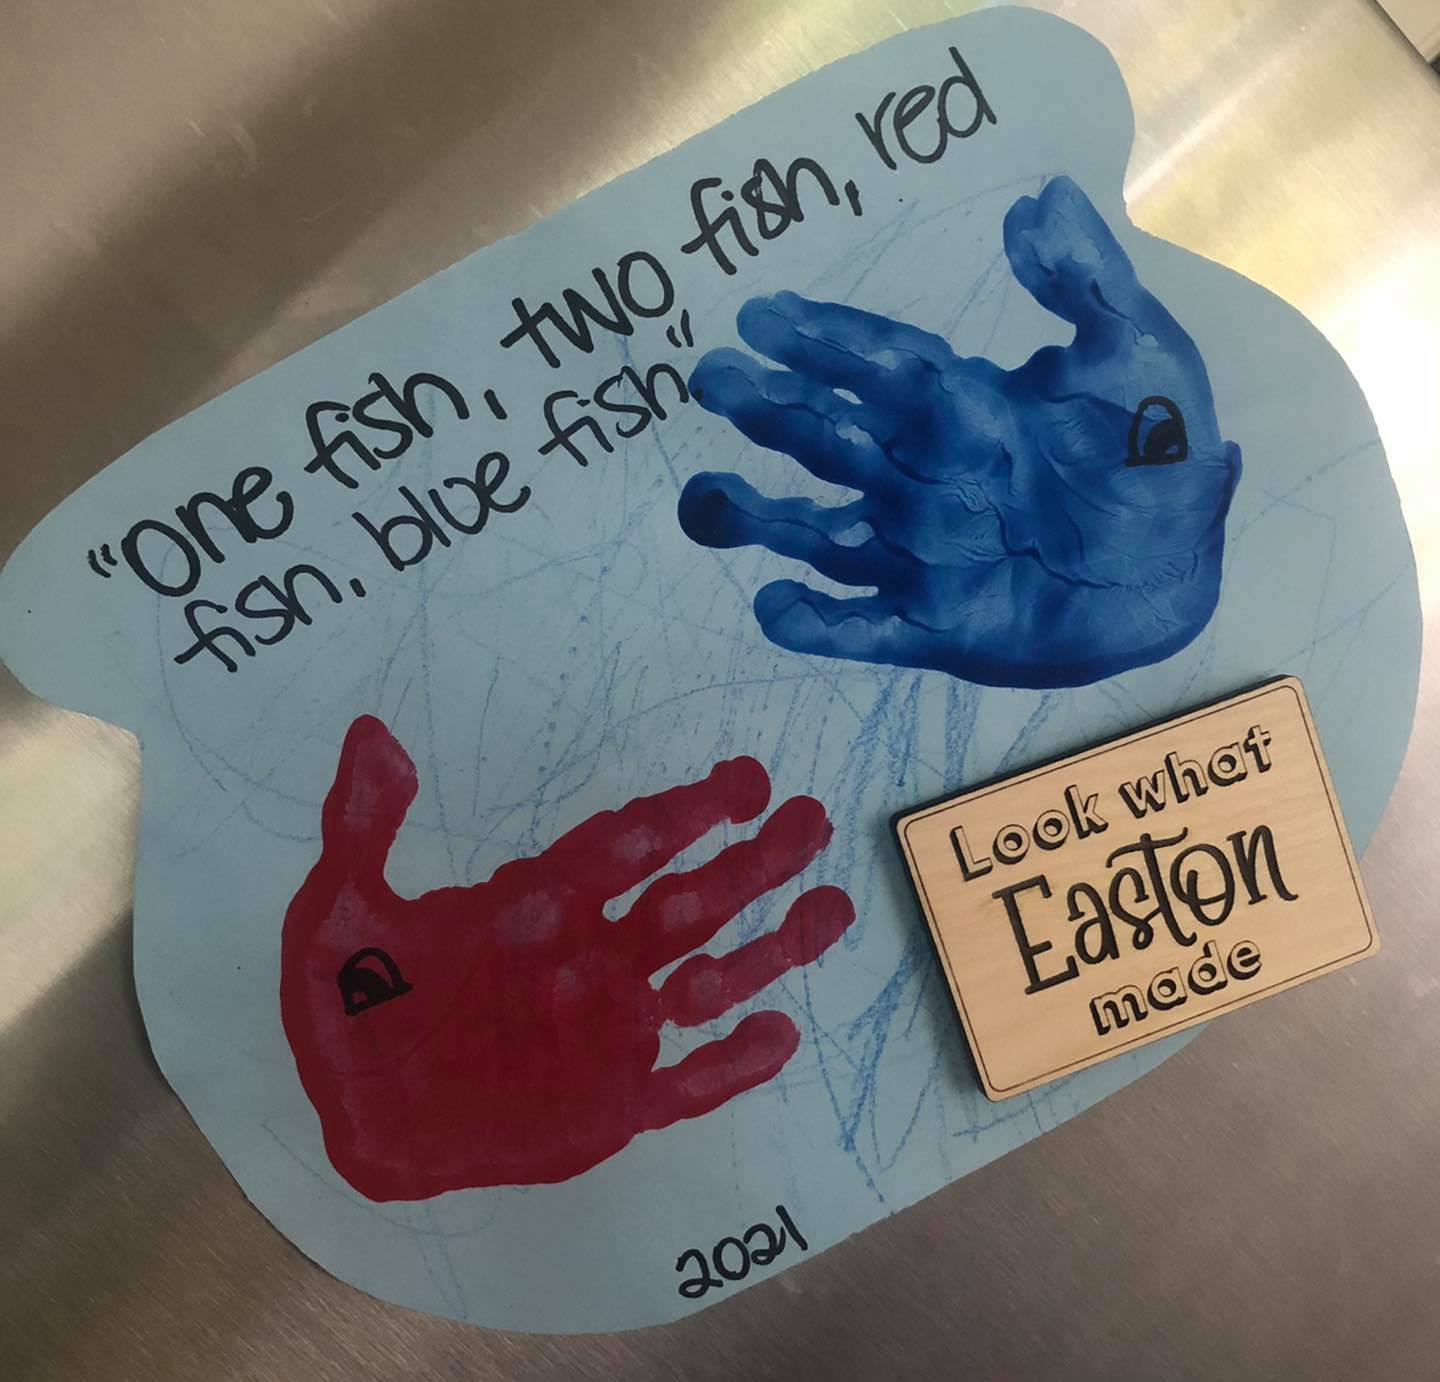 "One fish, two fish, red
fish, blue fish."
Look what
Easton
made
2021